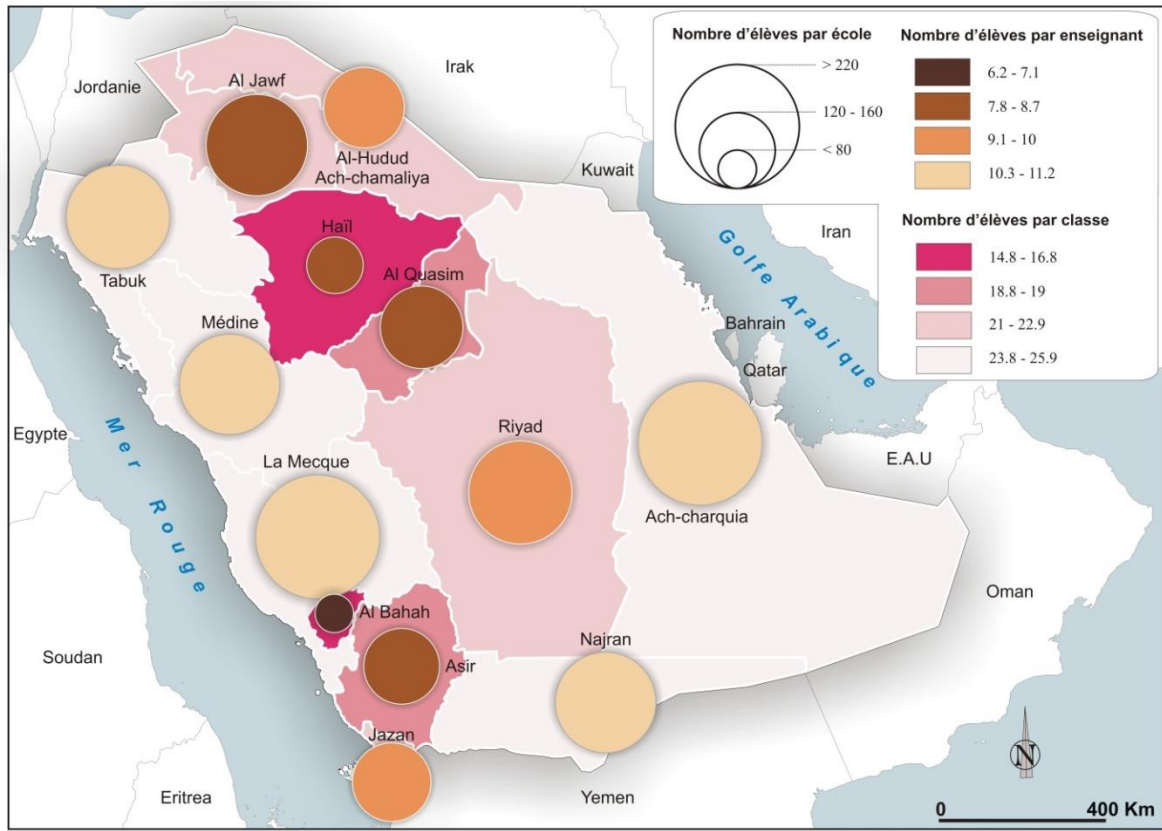 Nombre d'élèves par école
> 220
120 - 160
< 80
Nombre d'élèves par enseignant
6.2 - 7.1
7.8 - 8.7
9.1 - 10
10.3 - 11.2
Nombre d'élèves par classe
14.8 - 16.8
18.8 - 19
21 - 22.9
23.8 - 25.9
Jordanie
Irak
Al Jawf
Al-Hudud
Ach-chamaliya
Kuwait
Iran
Tabuk
Haïl
Al Quasim
Golfe Arabique
Médine
Bahrain
Qatar
Egypte
Mer Rouge
La Mecque
Riyad
E.A.U
Ach-charquia
Al Bahah
Oman
Soudan
Asir
Najran
Jazan
Eritrea
Yemen
N
0 400 Km